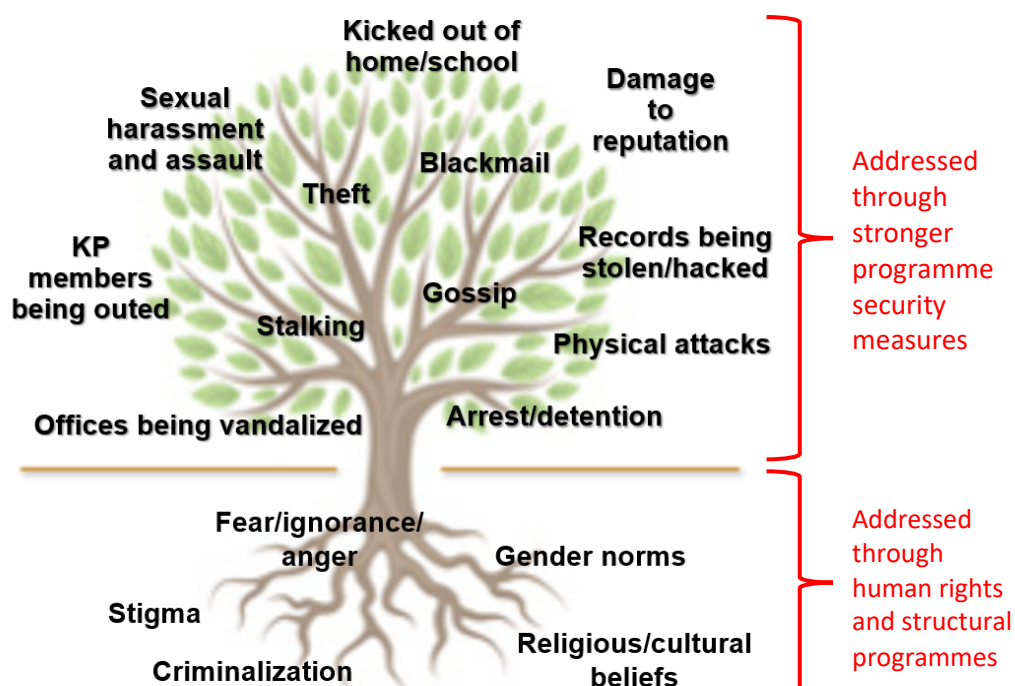 Kicked out of
home/school
Sexual
harassment
and assault
Damage
to
reputation
Blackmail
Theft
KP
members
being outed
Records being
stolen/hacked
Gossip
Stalking
Physical attacks
Offices being vandalized
Arrest/detention
Addressed
through
stronger
programme
security
measures
Fear/ignorance/
anger
Gender norms
Stigma
Religious/cultural
beliefs
Criminalization
Addressed
through
human rights
and structural
programmes